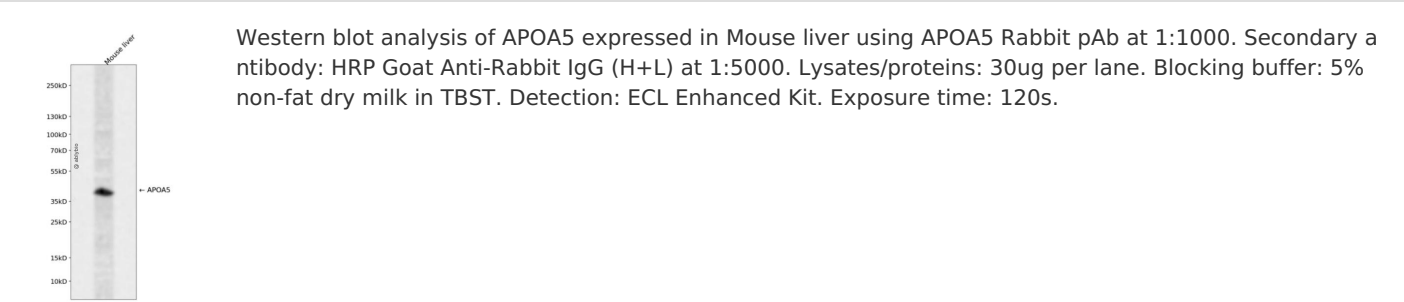 Mouse liver
250kD
130kD
100kD
70kD
55kD
35kD
25kD
15kD
10kD
@ ablytoo
← APOA5
Western blot analysis of APOA5 expressed in Mouse liver using APOA5 Rabbit pAb at 1:1000. Secondary a
ntibody: HRP Goat Anti-Rabbit IgG (H+L) at 1:5000. Lysates/proteins: 30ug per lane. Blocking buffer: 5%
non-fat dry milk in TBST. Detection: ECL Enhanced Kit. Exposure time: 120s.